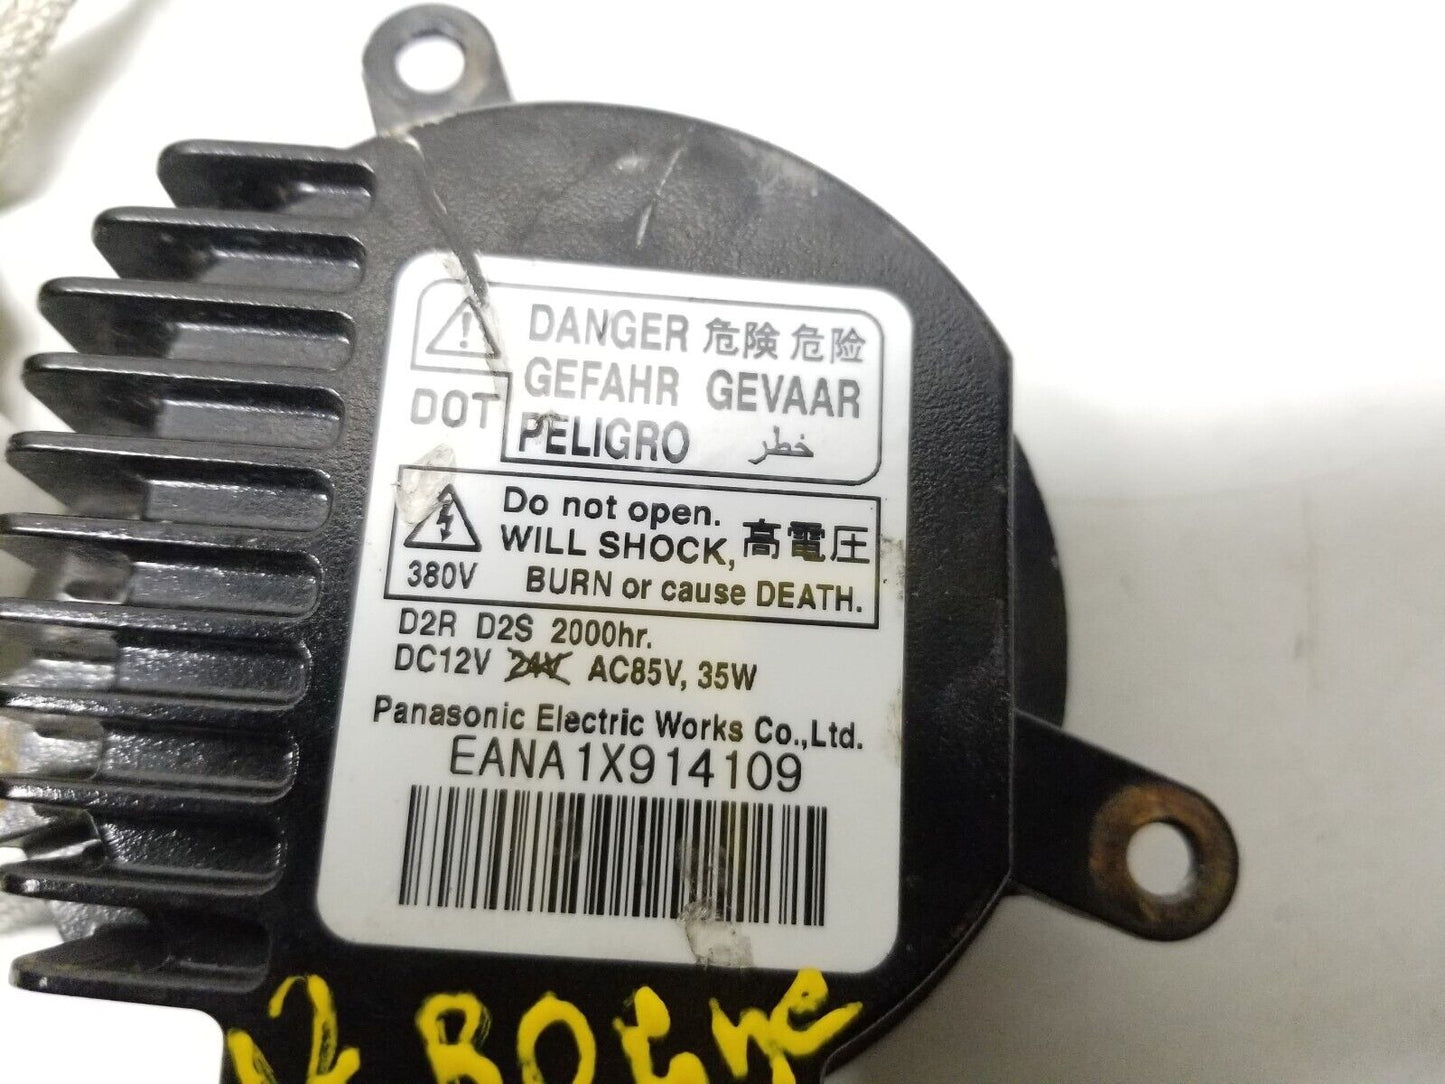 DANGER 危険 危险
GEFAHR GEVAAR
DOT
PELIGRO خطر
Do not open.
WILL SHOCK, 高電圧
380V BURN or cause DEATH.
D2R D2S 2000hr.
DC12V 24V AC85V, 35W
Panasonic Electric Works Co.,Ltd.
EANA1X914109